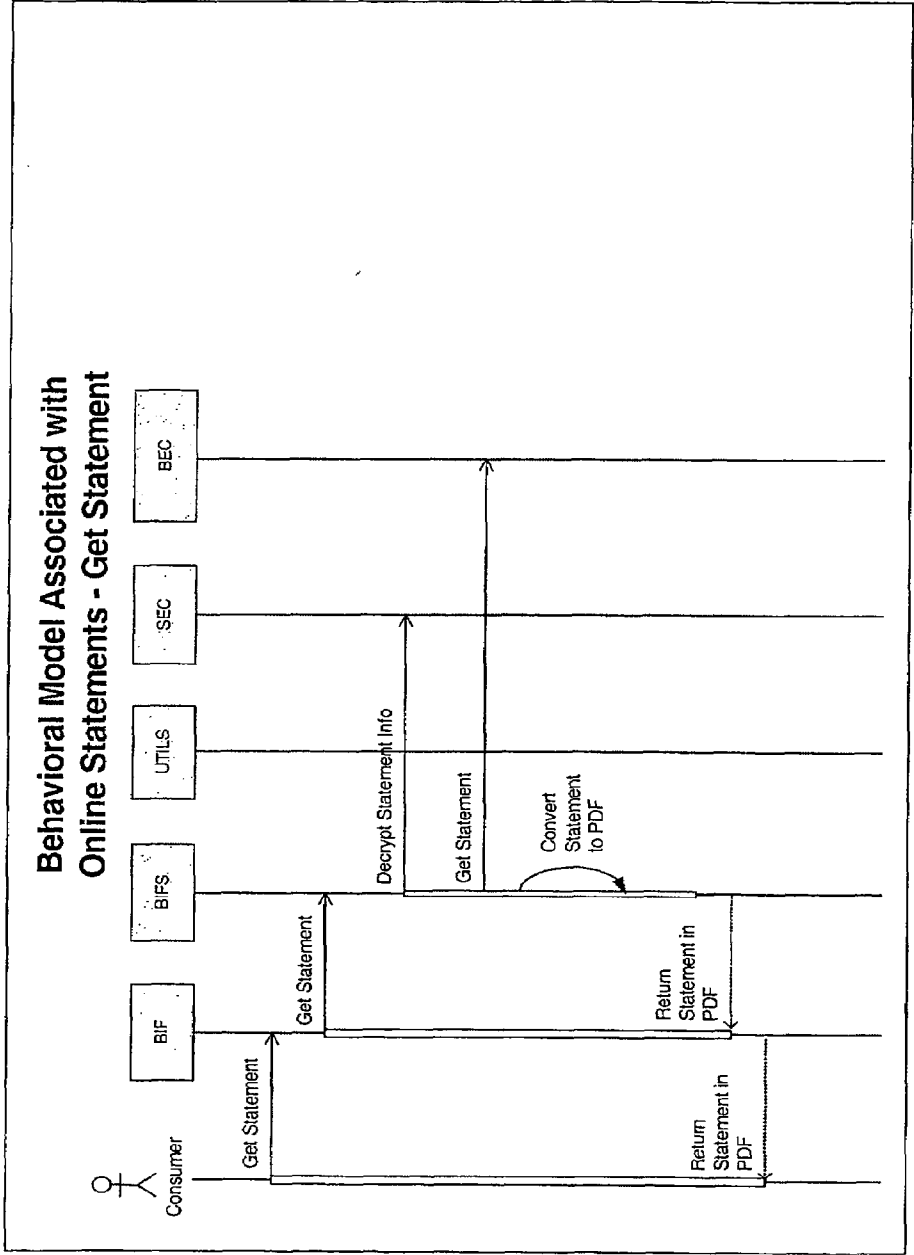 Behavioral Model Associated with
Online Statements - Get Statement
Consumer
BIF
BIFS
UTILS
SEC
BEC
Get Statement
Get Statement
Decrypt Statement Info
Get Statement
Convert
Statement
to PDF
Return
Statement in
PDF
Return
Statement in
PDF